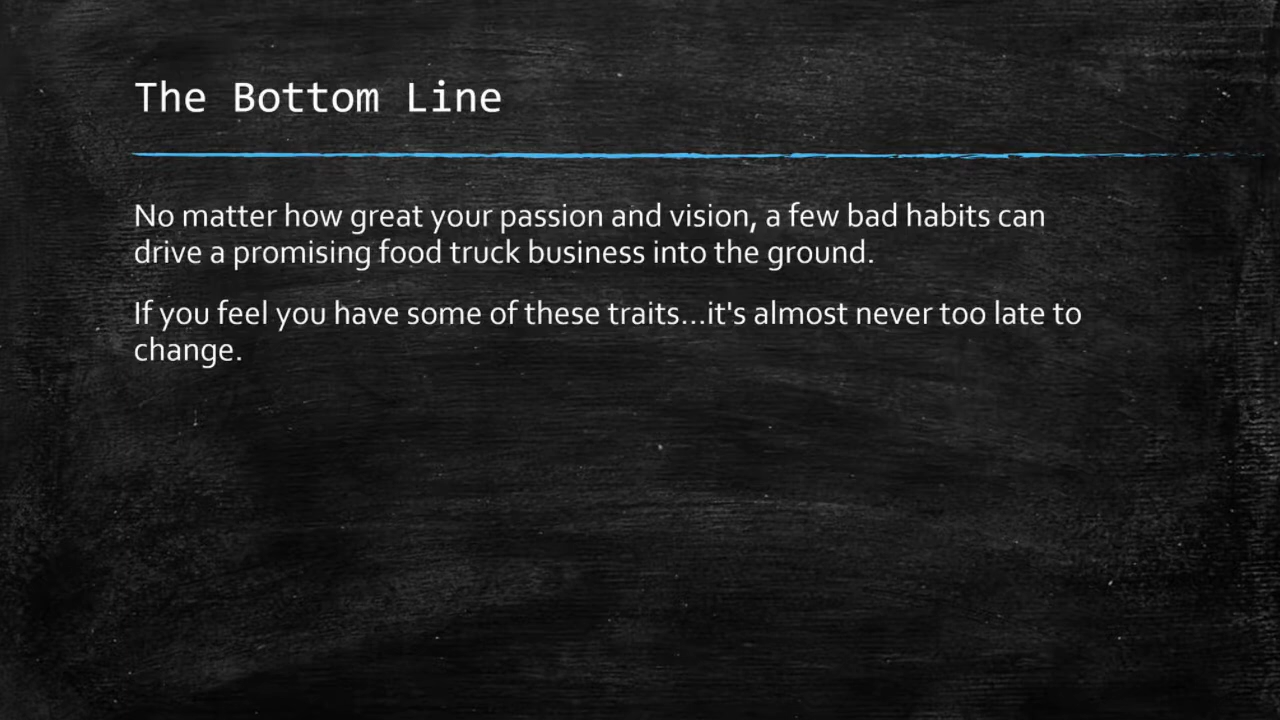 The Bottom Line
No matter how great your passion and vision, a few bad habits can
drive a promising food truck business into the ground.
If you feel you have some of these traits...it's almost never too late to
change.